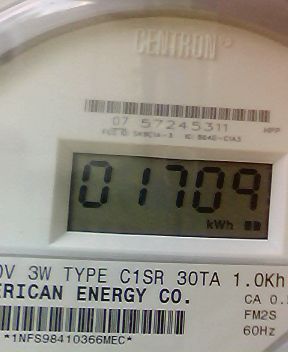 CENTRON®
07 57245311
01709
kWh
0V 3W TYPE C1SR 30TA 1.0Kh
ERICAN ENERGY CO.
CA 0.
FM2S
*1NFS98410366MEC*
60Hz